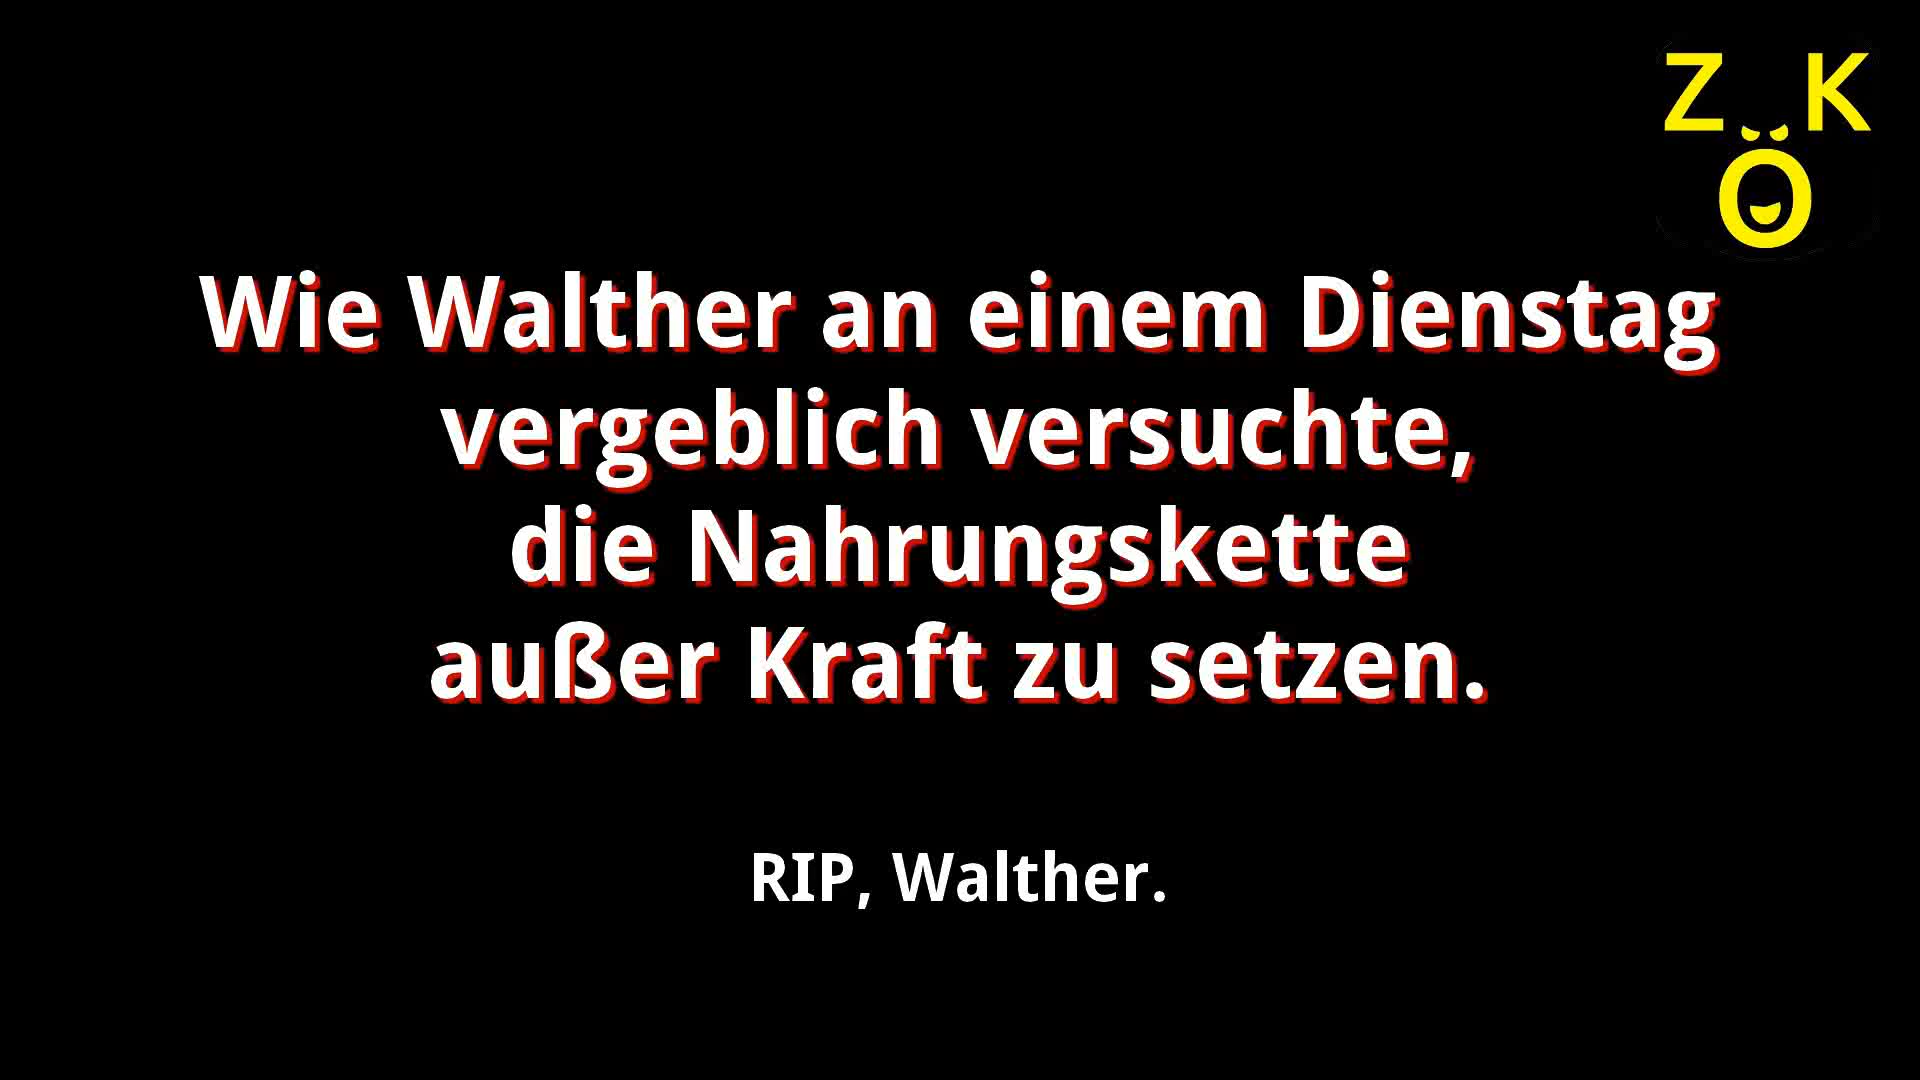 Z K
Ö
Wie Walther an einem Dienstag
vergeblich versuchte,
die Nahrungskette
außer Kraft zu setzen.
RIP, Walther.